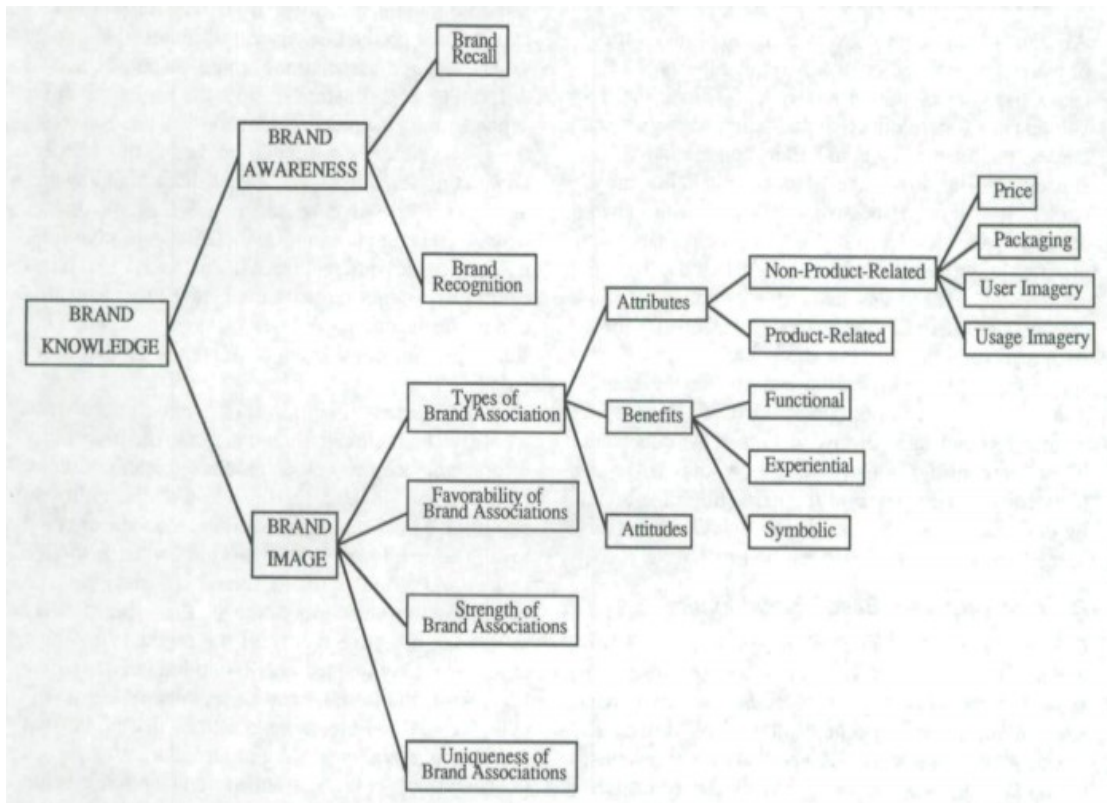 Brand
Recall
BRAND
AWARENESS
Price
Packaging
Brand
Recognition
Non-Product-Related
User Imagery
Attributes
BRAND
KNOWLEDGE
Product-Related
Usage Imagery
Types of
Brand Association
Benefits
Functional
Experiential
Favorability of
Brand Associations
BRAND
IMAGE
Attitudes
Symbolic
Strength of
Brand Associations
Uniqueness of
Brand Associations